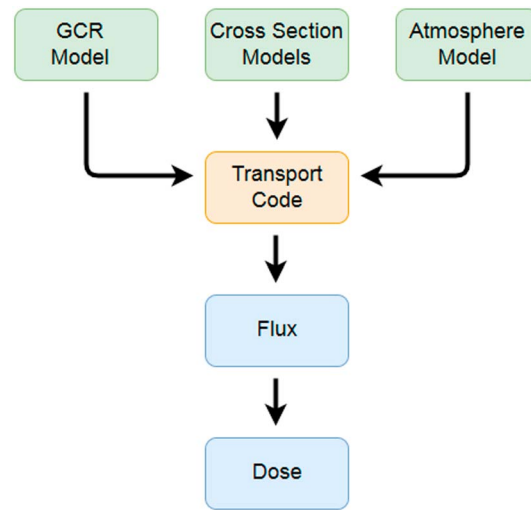 GCR
Model
Cross Section
Models
Atmosphere
Model
Transport
Code
Flux
Dose